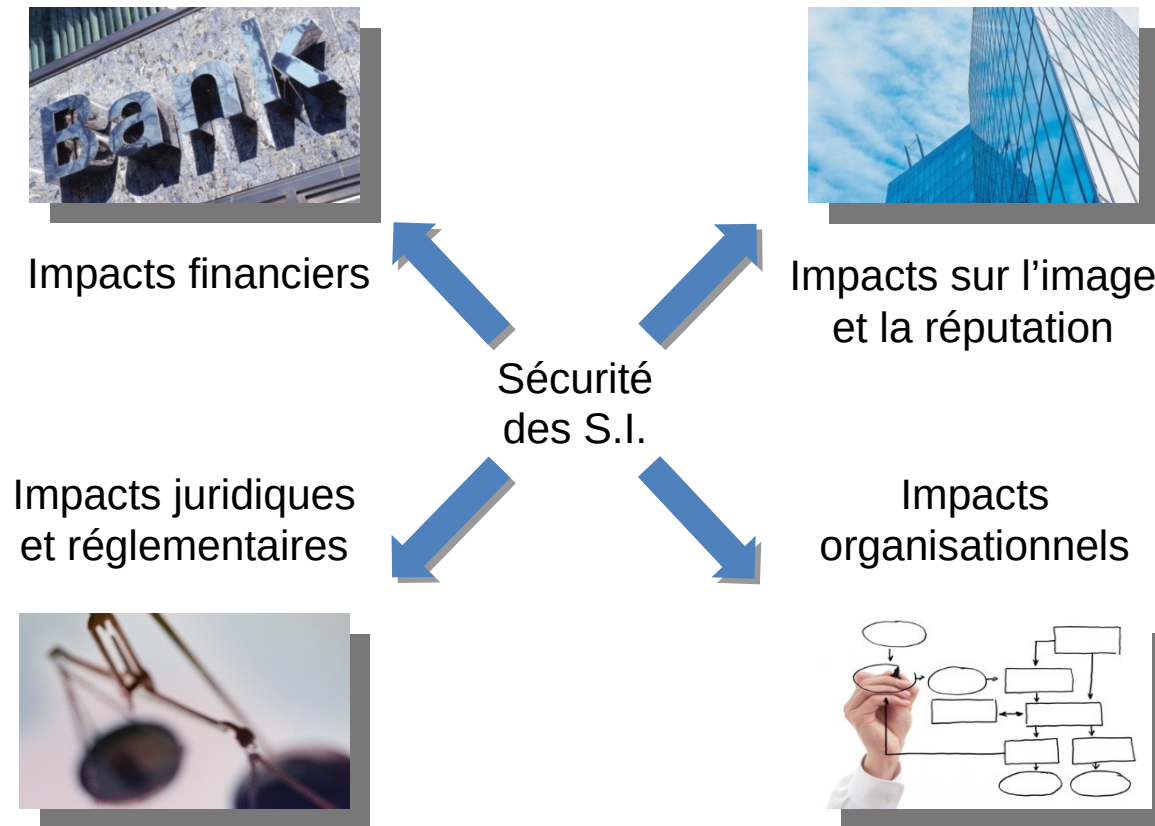 Bank
Impacts financiers
Impacts sur l’image
et la réputation
Sécurité
des S.I.
Impacts juridiques
et réglementaires
Impacts
organisationnels